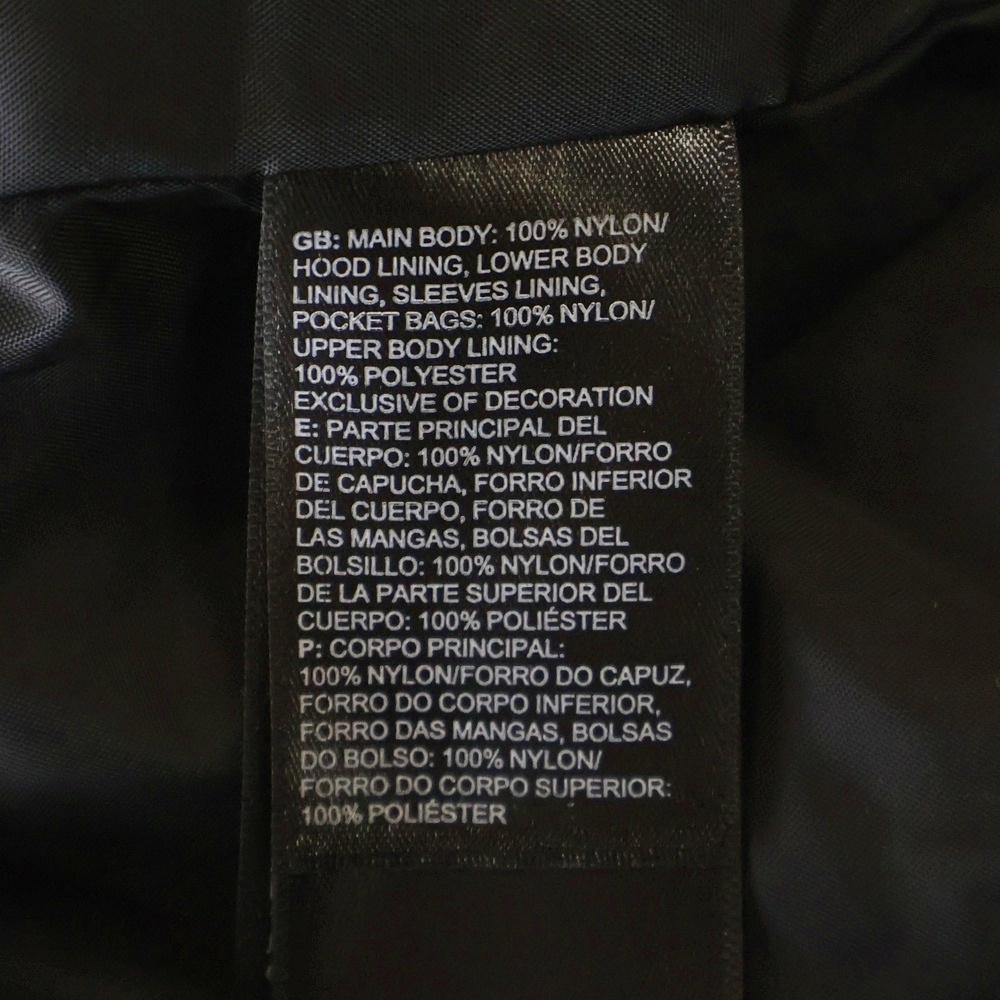 GB: MAIN BODY: 100% NYLON/
HOOD LINING, LOWER BODY
LINING, SLEEVES LINING,
POCKET BAGS: 100% NYLON/
UPPER BODY LINING:
100% POLYESTER
EXCLUSIVE OF DECORATION
E: PARTE PRINCIPAL DEL
CUERPO: 100% NYLON/FORRO
DE CAPUCHA, FORRO INFERIOR
DEL CUERPO, FORRO DE
LAS MANGAS, BOLSAS DEL
BOLSILLO: 100% NYLON/FORRO
DE LA PARTE SUPERIOR DEL
CUERPO: 100% POLIÉSTER
P: CORPO PRINCIPAL:
100% NYLON/FORRO DO CAPUZ,
FORRO DO CORPO INFERIOR,
FORRO DAS MANGAS, BOLSAS
DO BOLSO: 100% NYLON/
FORRO DO CORPO SUPERIOR:
100% POLIÉSTER